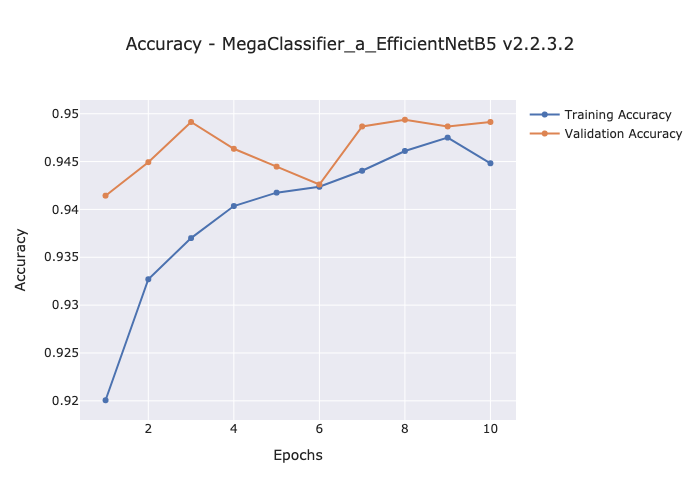 Accuracy - MegaClassifier_a_EfficientNetB5 v2.2.3.2
Training Accuracy
Validation Accuracy
Accuracy
0.95
0.945
0.94
0.935
0.93
0.925
0.92
2 4 6 8 10
Epochs